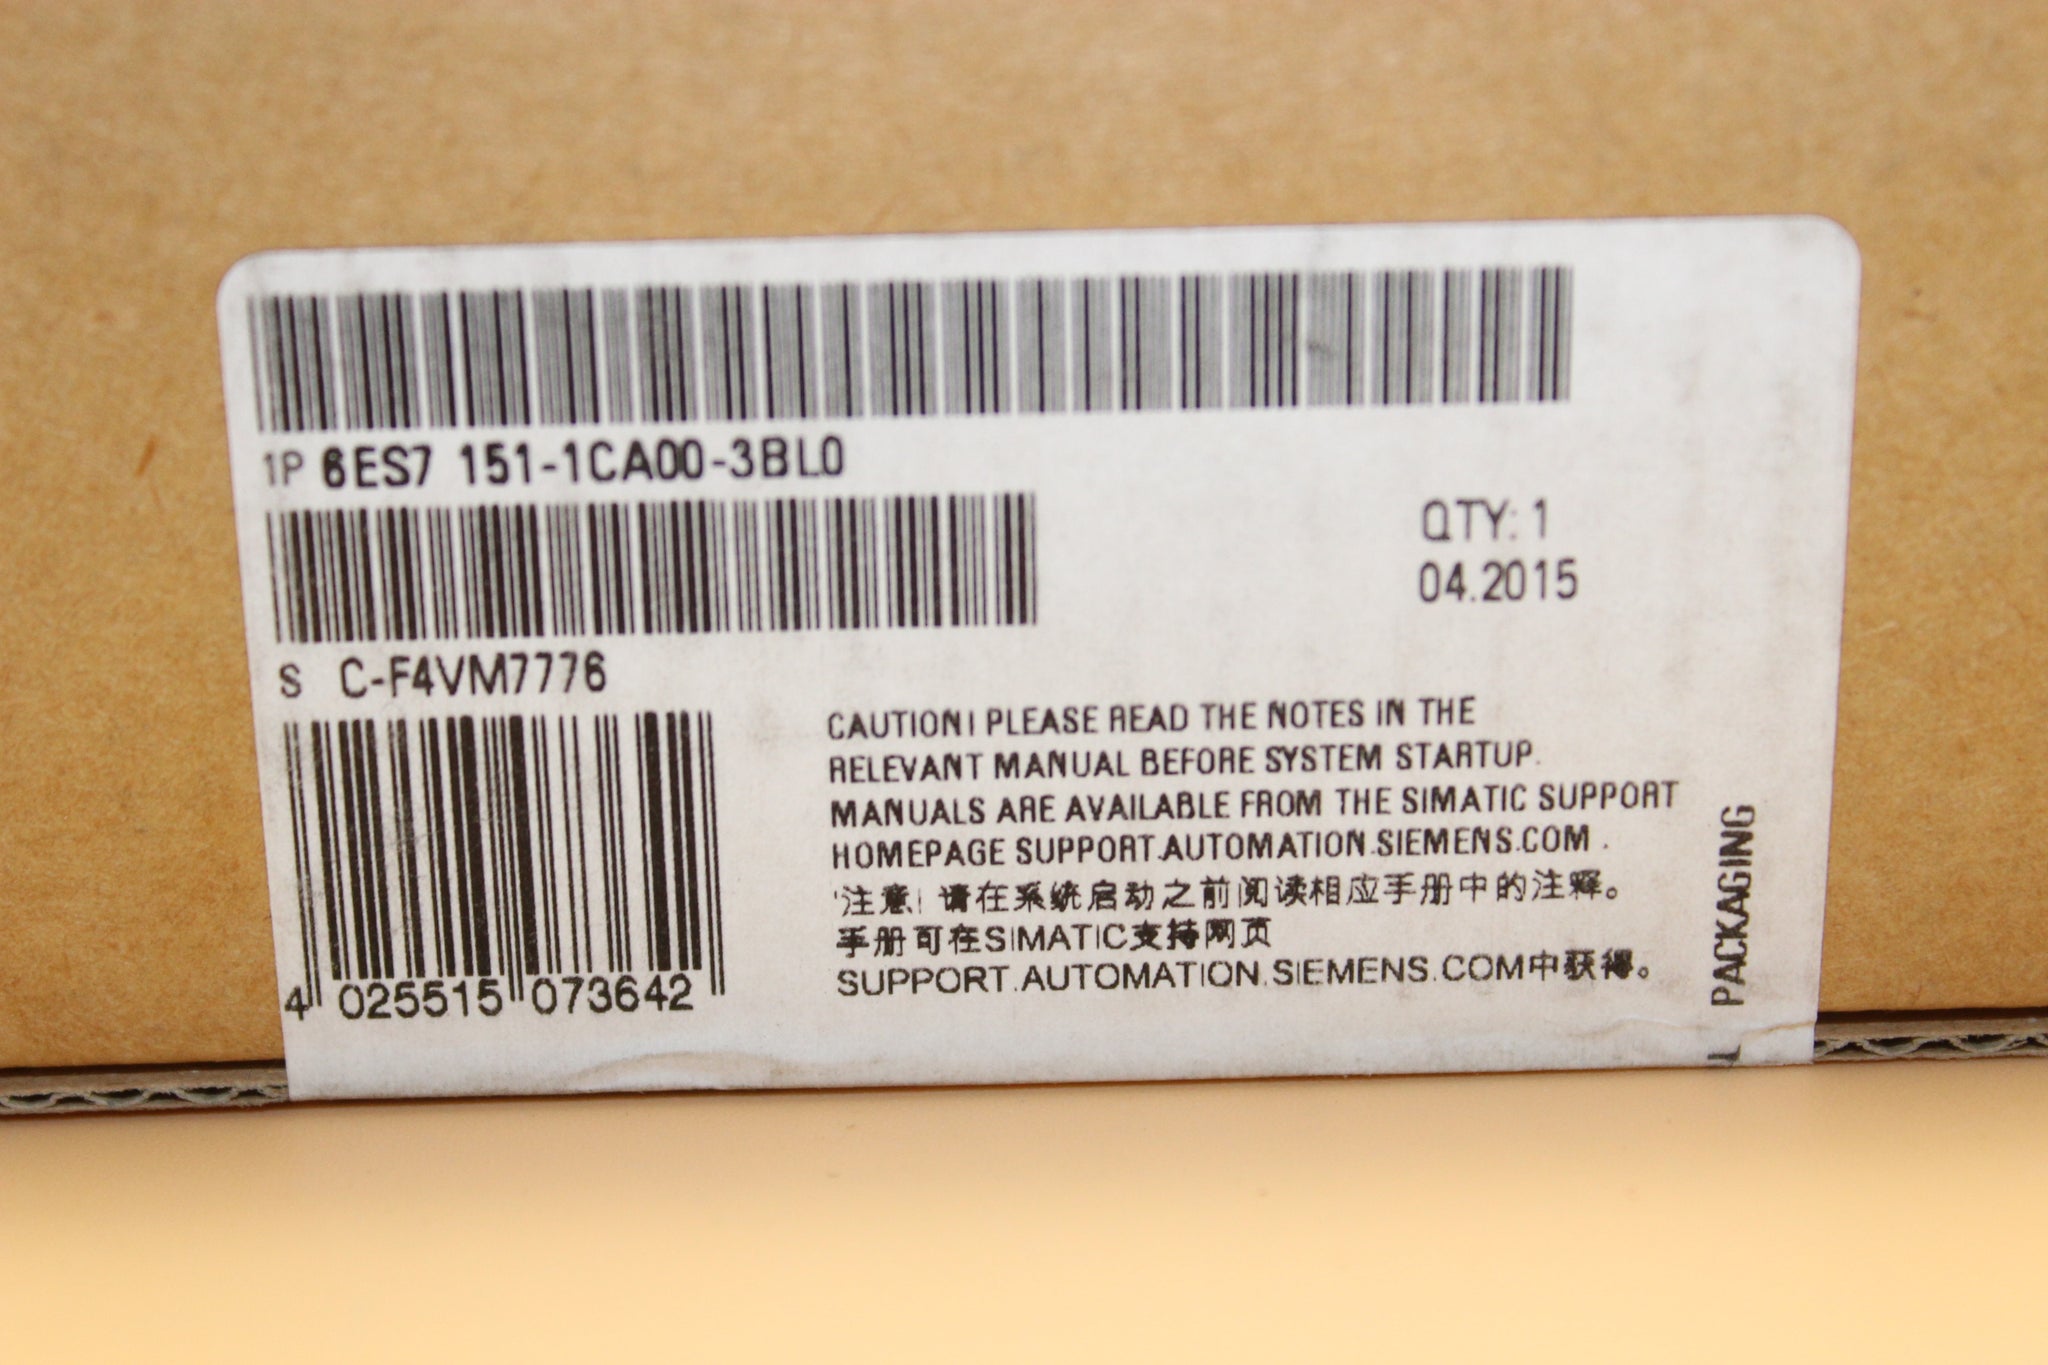 1P 6ES7 151-1CA00-3BL0
QTY: 1
04.2015
S C-F4VM7776
CAUTION! PLEASE READ THE NOTES IN THE
RELEVANT MANUAL BEFORE SYSTEM STARTUP.
MANUALS ARE AVAILABLE FROM THE SIMATIC SUPPORT
HOMEPAGE SUPPORT.AUTOMATION.SIEMENS.COM .
注意! 请在系统启动之前阅读相应手册中的注释。
手册可在SIMATIC支持网页
SUPPORT.AUTOMATION.SIEMENS.COM中获得。
4 025515 073642
PACKAGING